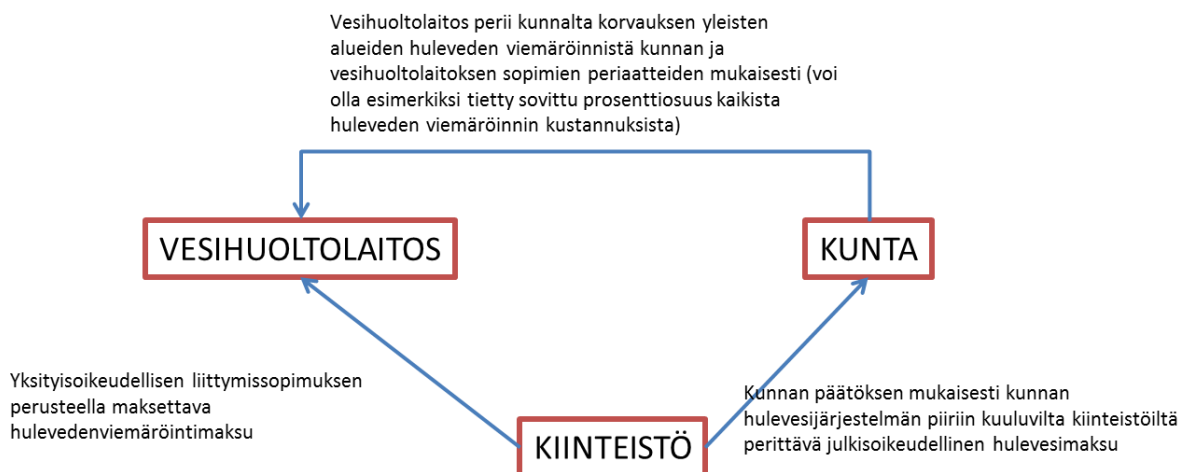 Vesihuoltolaitos perii kunnalta korvauksen yleisten
alueiden huleveden viemäröinnistä kunnan ja
vesihuoltolaitoksen sopimien periaatteiden mukaisesti (voi
olla esimerkiksi tietty sovittu prosenttiosuus kaikista
huleveden viemäröinnin kustannuksista)
VESIHUOLTOLAITOS
KUNTA
Yksityisoikeudellisen liittymissopimuksen
perusteella maksettava
hulevedenviemäröintimaksu
Kunnan päätöksen mukaisesti kunnan
hulevesijärjestelmän piiriin kuuluvilta kiinteistöiltä
perittävä julkisoikeudellinen hulevesimaksu
KIINTEISTÖ